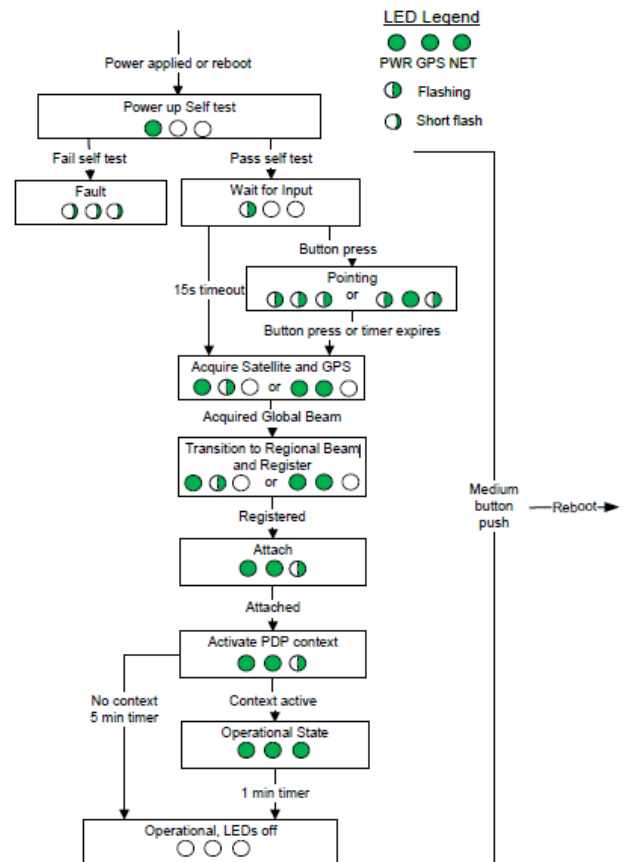 LED Legend
PWR GPS NET
Flashing
Short flash
Power applied or reboot
Power up Self test
Fail self test
Pass self test
Fault
Wait for Input
Button press
15s timeout
Pointing
or
Button press or timer expires
Acquire Satellite and GPS
or
Acquired Global Beam
Transition to Regional Beam
and Register
or
Registered
Medium
button
push
Reboot
Attach
Attached
Activate PDP context
No context
5 min timer
Context active
Operational State
1 min timer
Operational, LEDs off